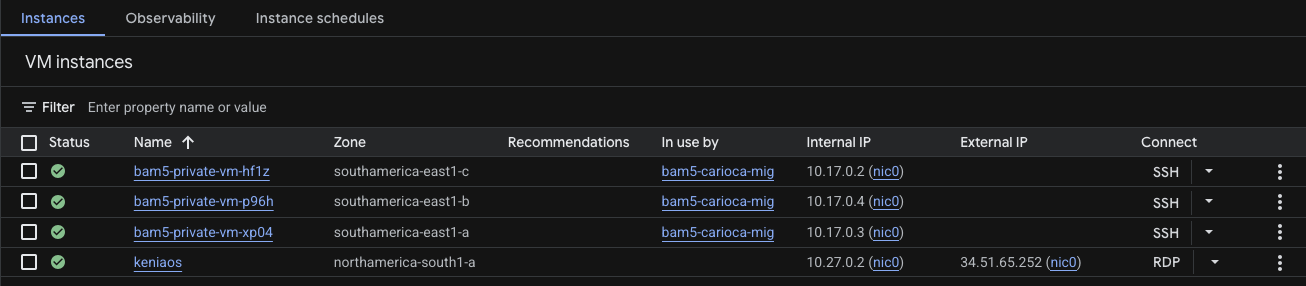 Instances Observability Instance schedules
VM instances
Filter Enter property name or value
Status Name Zone Recommendations In use by Internal IP External IP Connect
bam5-private-vm-hf1z southamerica-east1-c bam5-carioca-mig 10.17.0.2 (nic0) SSH
bam5-private-vm-p96h southamerica-east1-b bam5-carioca-mig 10.17.0.4 (nic0) SSH
bam5-private-vm-xp04 southamerica-east1-a bam5-carioca-mig 10.17.0.3 (nic0) SSH
keniaos northamerica-south1-a 10.27.0.2 (nic0) 34.51.65.252 (nic0) RDP